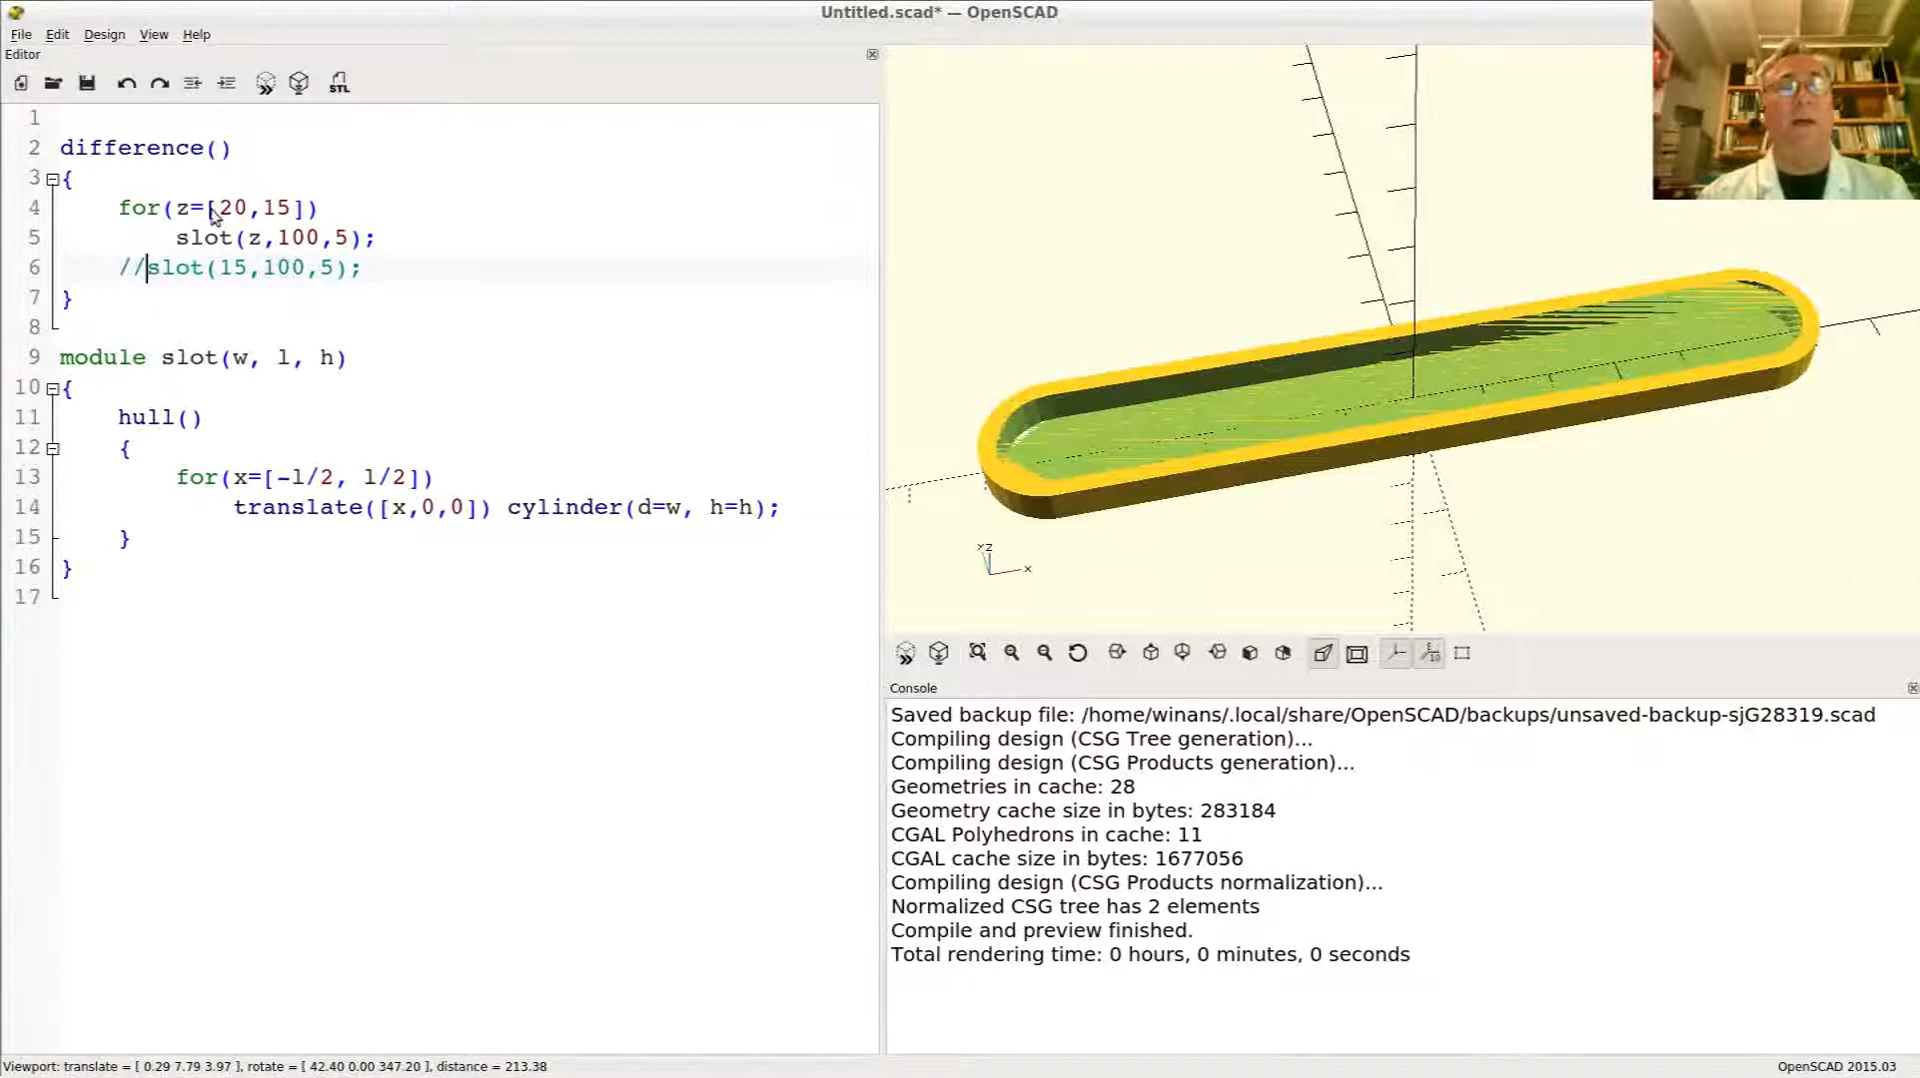 Untitled.scad* — OpenSCAD
File Edit Design View Help
Editor
STL
1
2 difference()
3 {
4 for(z=[20,15])
5 slot(z,100,5);
6 //slot(15,100,5);
7 }
8
9 module slot(w, l, h)
10 {
11 hull()
12 {
13 for(x=[-l/2, l/2])
14 translate([x,0,0]) cylinder(d=w, h=h);
15 }
16 }
17
YZ
x
10
Console
Saved backup file: /home/winans/.local/share/OpenSCAD/backups/unsaved-backup-sjG28319.scad
Compiling design (CSG Tree generation)...
Compiling design (CSG Products generation)...
Geometries in cache: 28
Geometry cache size in bytes: 283184
CGAL Polyhedrons in cache: 11
CGAL cache size in bytes: 1677056
Compiling design (CSG Products normalization)...
Normalized CSG tree has 2 elements
Compile and preview finished.
Total rendering time: 0 hours, 0 minutes, 0 seconds
Viewport: translate = [ 0.29 7.79 3.97 ], rotate = [ 42.40 0.00 347.20 ], distance = 213.38
OpenSCAD 2015.03